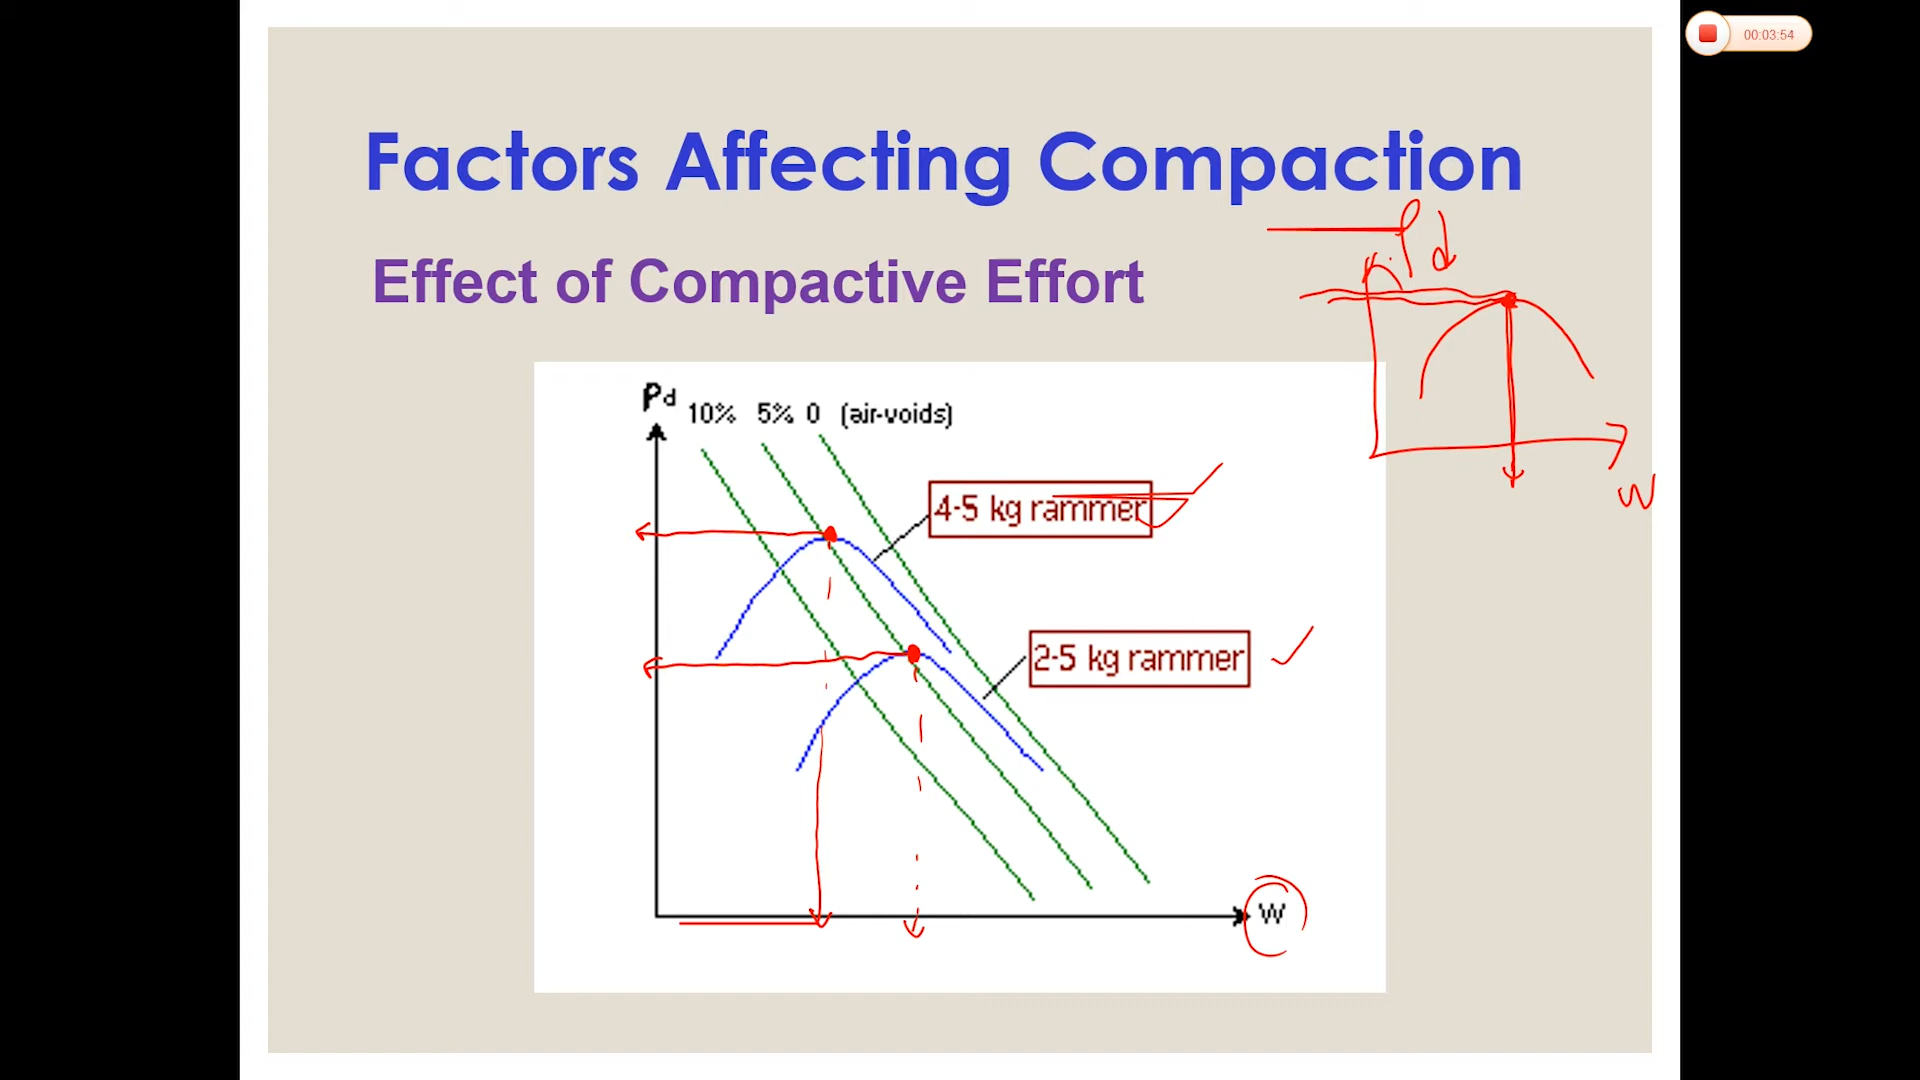 00:03:54
Factors Affecting Compaction
Effect of Compactive Effort
ρd
ρd
10% 5% 0 (air-voids)
4-5 kg rammer
w
2-5 kg rammer
w